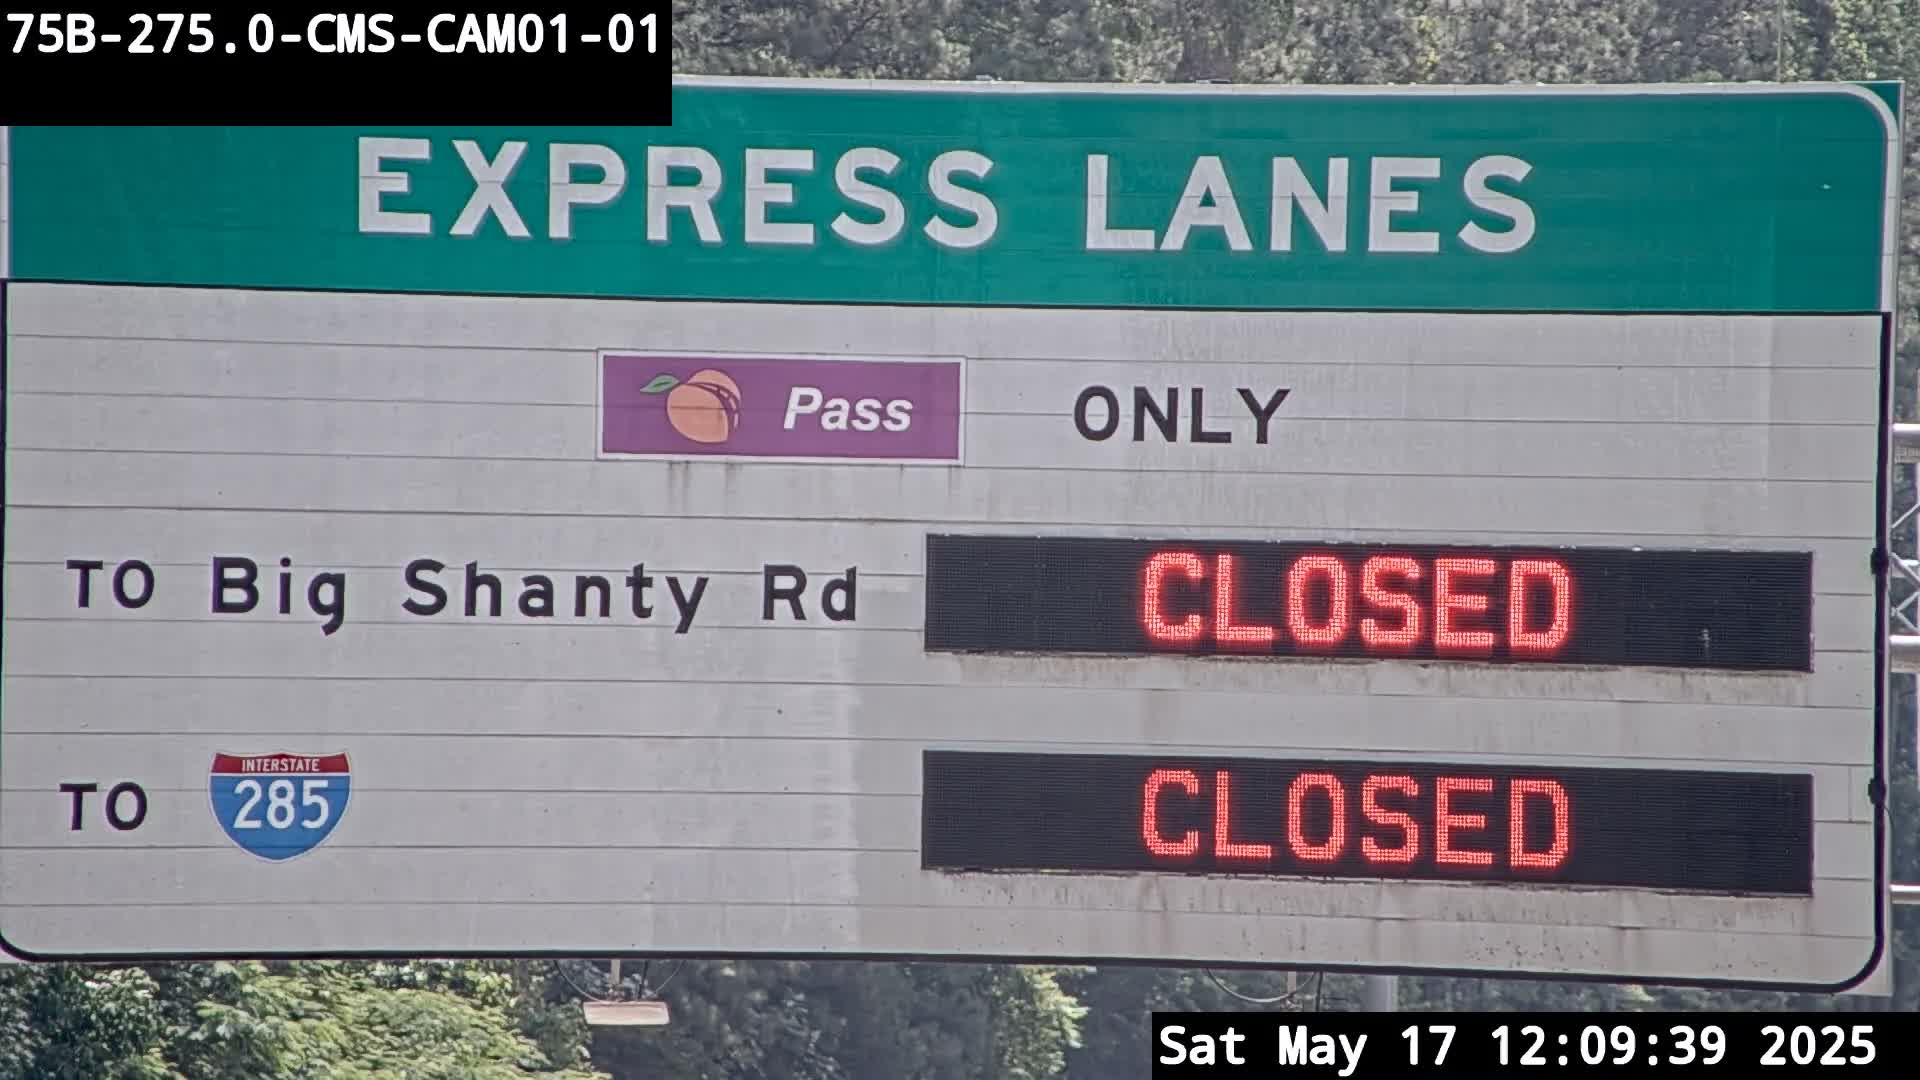 75B-275.0-CMS-CAM01-01
EXPRESS LANES
Pass ONLY
TO Big Shanty Rd CLOSED
TO INTERSTATE 285 CLOSED
Sat May 17 12:09:39 2025